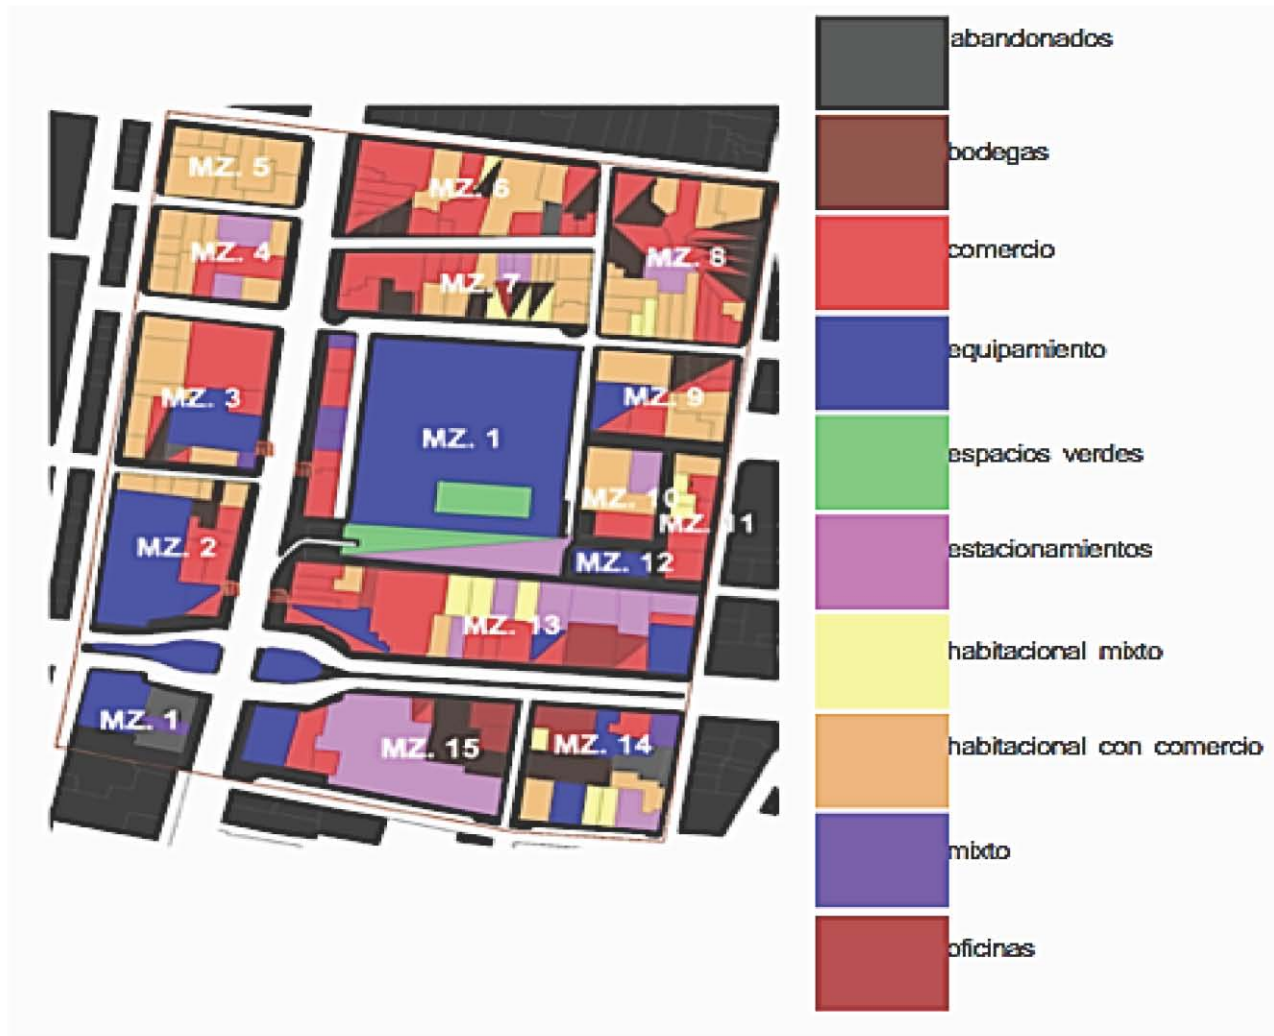 MZ. 5
MZ. 6
MZ. 4
MZ. 8
MZ. 7
MZ. 3
MZ. 9
MZ. 1
MZ. 10
MZ. 11
MZ. 2
MZ. 12
MZ. 13
MZ. 1
MZ. 15
MZ. 14
abandonados
bodegas
comercio
equipamiento
espacios verdes
estacionamientos
habitacional mixto
habitacional con comercio
mixto
oficinas